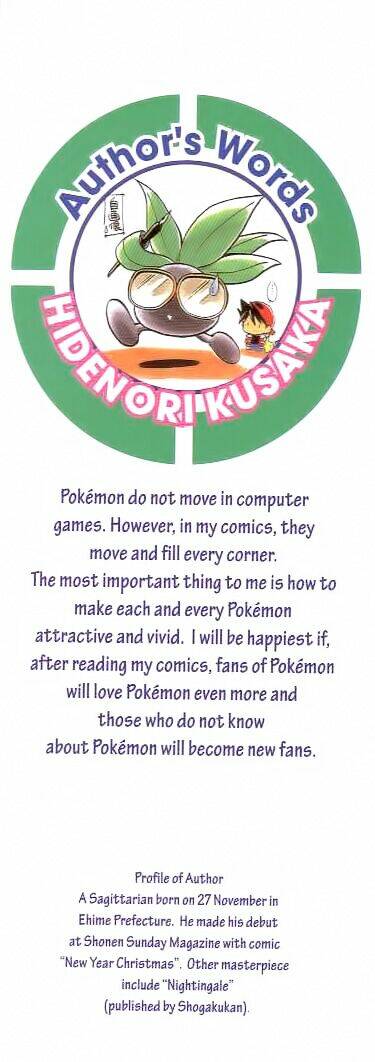 Author's Words
HIDENORI KUSAKA
Pokémon do not move in computer
games. However, in my comics, they
move and fill every corner.
The most important thing to me is how to
make each and every Pokémon
attractive and vivid. I will be happiest if,
after reading my comics, fans of Pokémon
will love Pokémon even more and
those who do not know
about Pokémon will become new fans.
Profile of Author
A Sagittarian born on 27 November in
Ehime Prefecture. He made his debut
at Shonen Sunday Magazine with comic
“New Year Christmas”. Other masterpiece
include “Nightingale”
(published by Shogakukan).